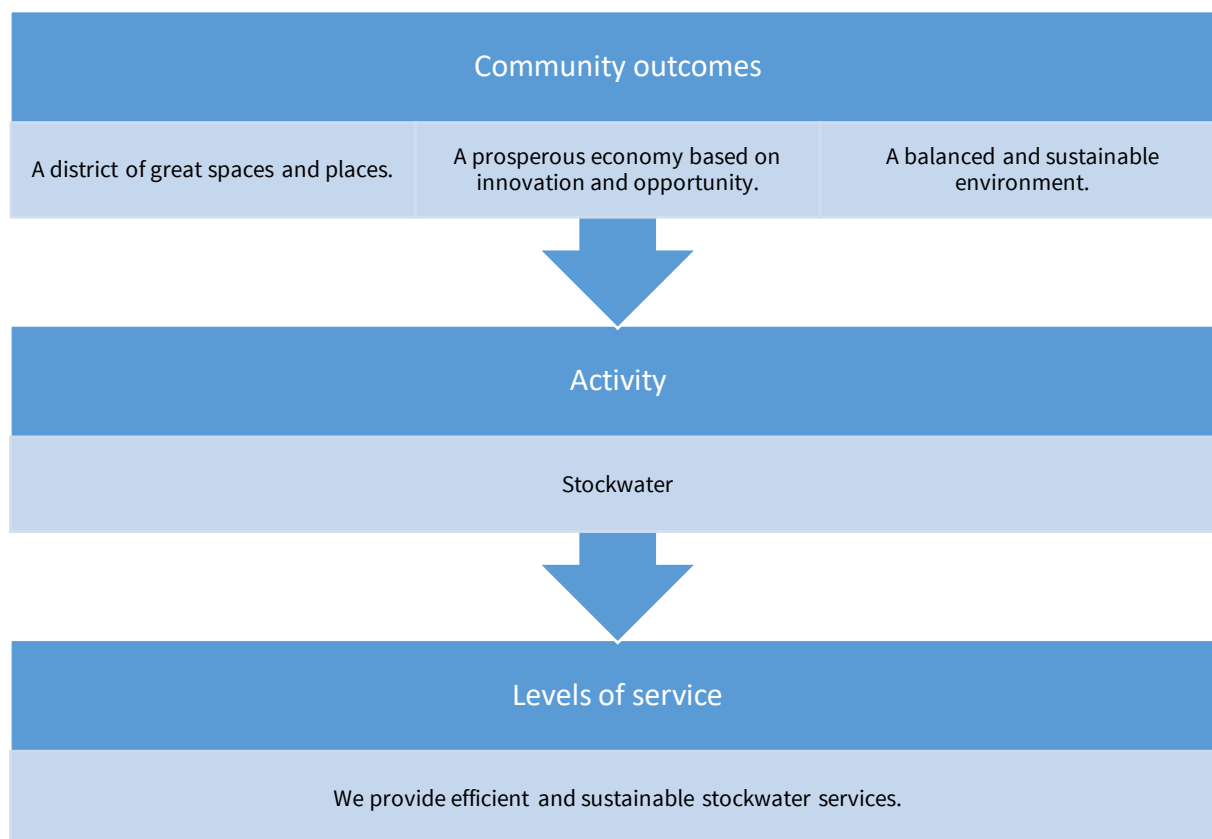 Community outcomes
A district of great spaces and places.
A prosperous economy based on
innovation and opportunity.
A balanced and sustainable
environment.
Activity
Stockwater
Levels of service
We provide efficient and sustainable stockwater services.